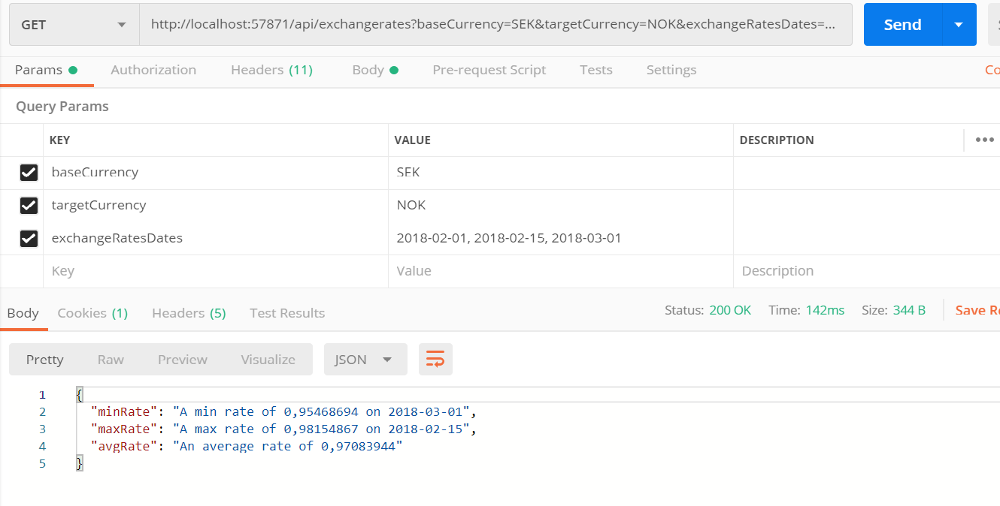 GET http://localhost:57871/api/exchangerates?baseCurrency=SEK&targetCurrency=NOK&exchangeRatesDates=... Send
Params Authorization Headers (11) Body Pre-request Script Tests Settings Co
Query Params
KEY VALUE DESCRIPTION
baseCurrency SEK
targetCurrency NOK
exchangeRatesDates 2018-02-01, 2018-02-15, 2018-03-01
Key Value Description
Body Cookies (1) Headers (5) Test Results Status: 200 OK Time: 142ms Size: 344 B Save Re
Pretty Raw Preview Visualize JSON
1 {
2 "minRate": "A min rate of 0,95468694 on 2018-03-01",
3 "maxRate": "A max rate of 0,98154867 on 2018-02-15",
4 "avgRate": "An average rate of 0,97083944"
5 }